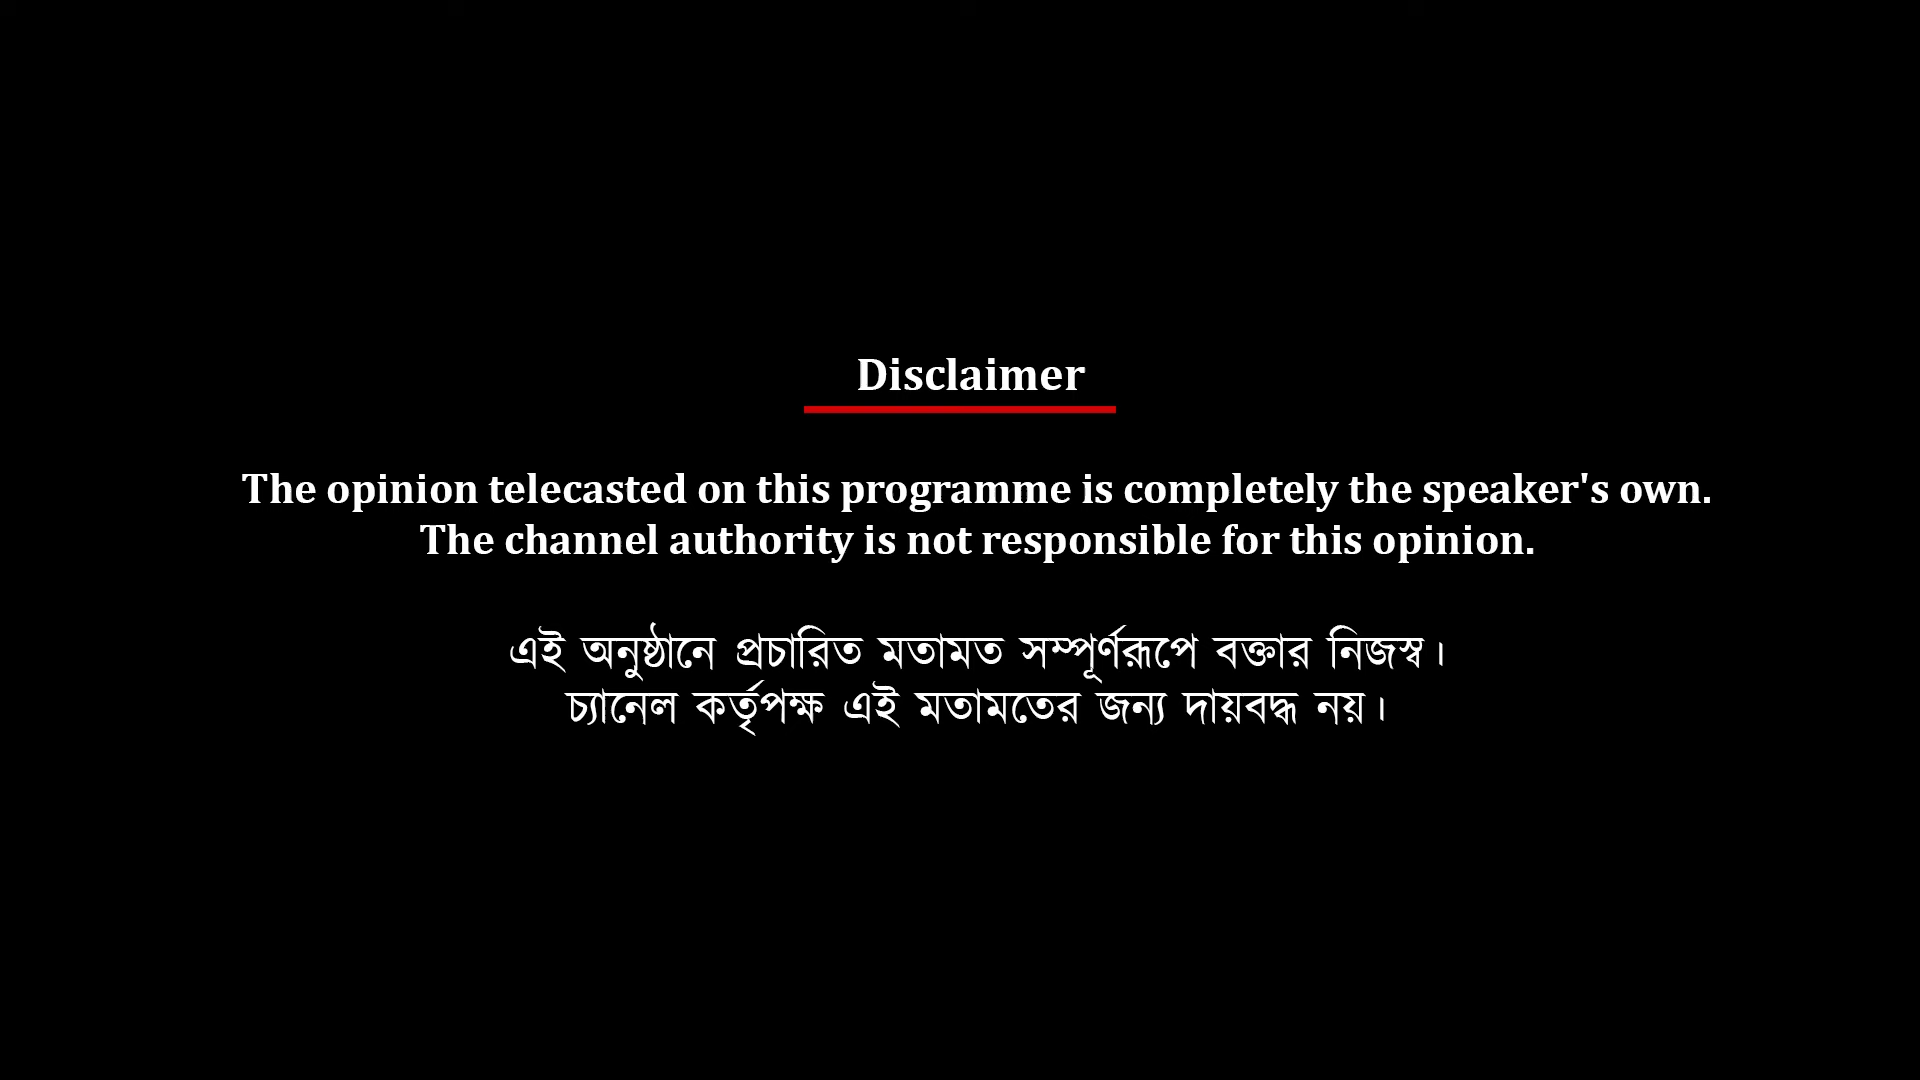 Disclaimer
The opinion telecasted on this programme is completely the speaker's own.
The channel authority is not responsible for this opinion.
এই অনুষ্ঠানে প্রচারিত মতামত সম্পূর্ণরূপে বক্তার নিজস্ব।
চ্যানেল কর্তৃপক্ষ এই মতামতের জন্য দায়বদ্ধ নয়।